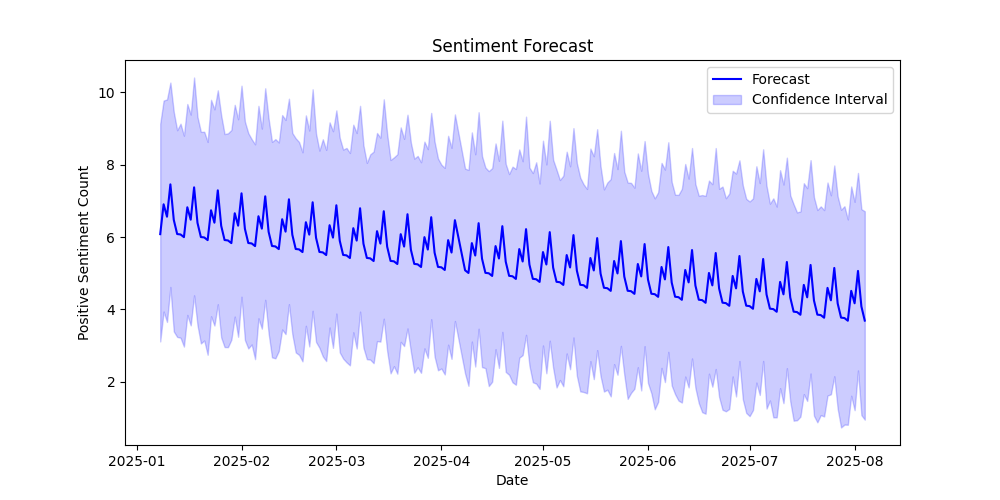 Sentiment Forecast
Forecast
Confidence Interval
Positive Sentiment Count
10
8
6
4
2
2025-01
2025-02
2025-03
2025-04
2025-05
2025-06
2025-07
2025-08
Date